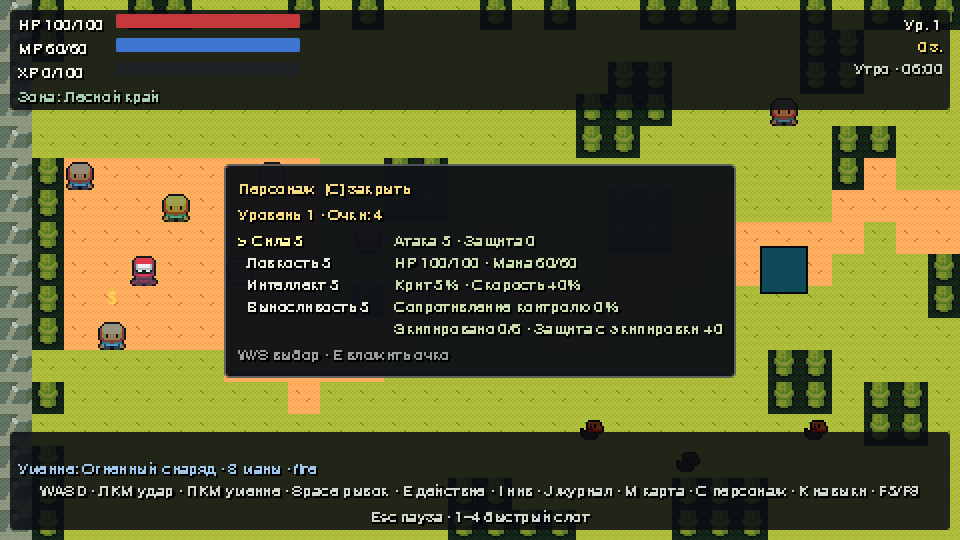 HP 100/100
Ур. 1
MP 60/60
0 з.
XP 0/100
Утро · 06:00
Зона: Лесной край
Персонаж [C] закрыть
Уровень 1 · Очки: 4
> Сила 5
Атака 5 · Защита 0
Ловкость 5
HP 100/100 · Мана 60/60
Интеллект 5
Крит 5% · Скорость +0%
Выносливость 5
Сопротивление контролю 0%
Экипировано 0/6 · Защита с экипировки +0
W/S выбор · E вложить очко
$
Умение: Огненный снаряд · 8 маны · fire
WASD · ЛКМ удар · ПКМ умение · Space рывок · E действие · I инв · J журнал · M карта · C персонаж · K навыки · F5/F9
Esc пауза · 1–4 быстрый слот